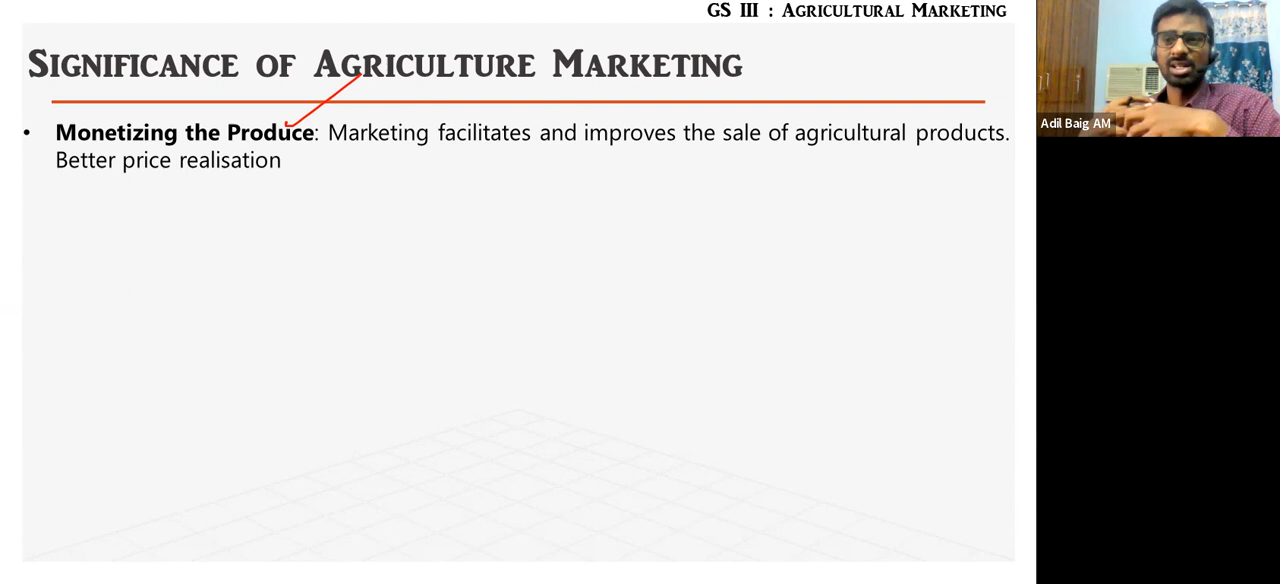 GS III : Agricultural Marketing
Significance of Agriculture Marketing
• Monetizing the Produce: Marketing facilitates and improves the sale of agricultural products.
Better price realisation
Adil Baig AM